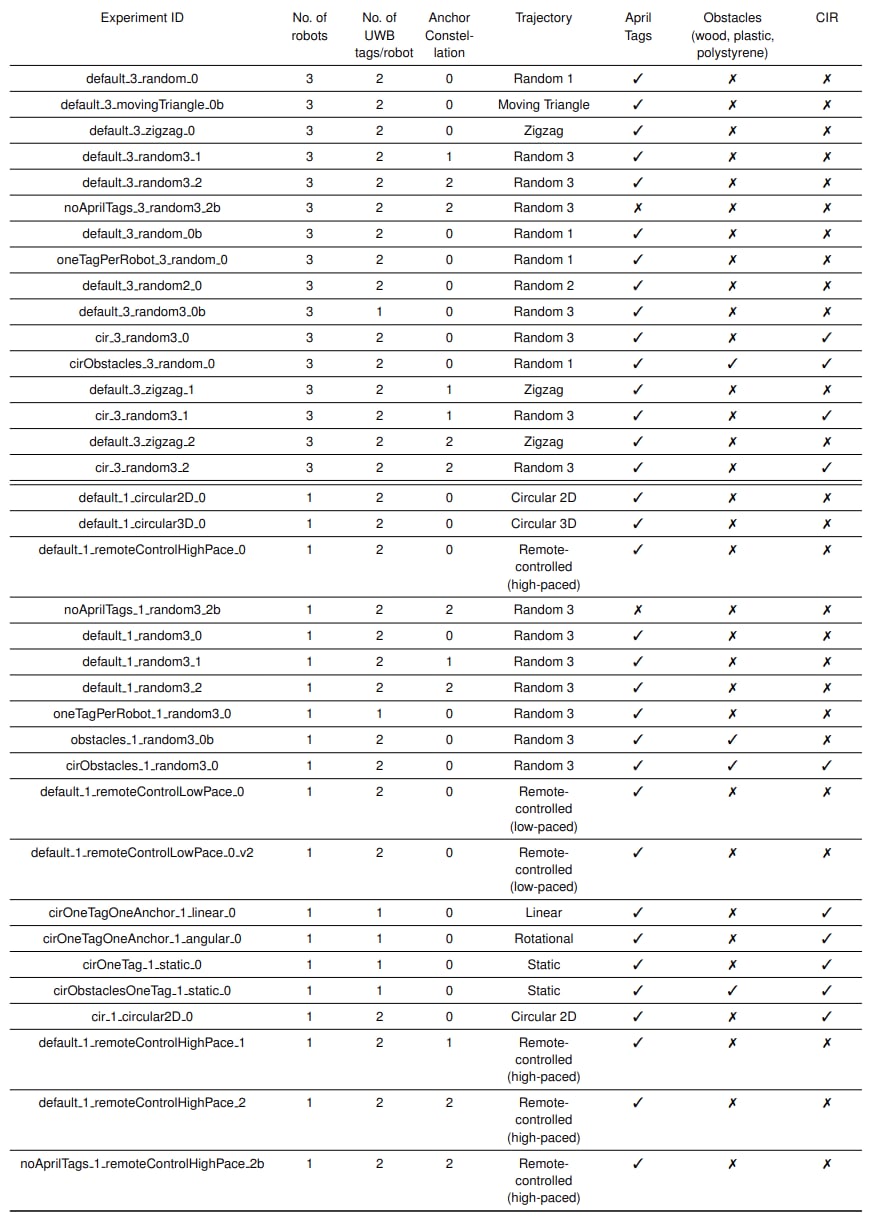 Experiment ID No. of robots No. of UWB tags/robot Anchor Constel-lation Trajectory April Tags Obstacles (wood, plastic, polystyrene) CIR
default_3_random_0 3 2 0 Random 1 ✓ ✗ ✗
default_3_movingTriangle_0b 3 2 0 Moving Triangle ✓ ✗ ✗
default_3_zigzag_0 3 2 0 Zigzag ✓ ✗ ✗
default_3_random3_1 3 2 1 Random 3 ✓ ✗ ✗
default_3_random3_2 3 2 2 Random 3 ✓ ✗ ✗
noAprilTags_3_random3_2b 3 2 2 Random 3 ✗ ✗ ✗
default_3_random_0b 3 2 0 Random 1 ✓ ✗ ✗
oneTagPerRobot_3_random_0 3 2 0 Random 1 ✓ ✗ ✗
default_3_random2_0 3 2 0 Random 2 ✓ ✗ ✗
default_3_random3_0b 3 1 0 Random 3 ✓ ✗ ✗
cir_3_random3_0 3 2 0 Random 3 ✓ ✗ ✓
cirObstacles_3_random_0 3 2 0 Random 1 ✓ ✓ ✓
default_3_zigzag_1 3 2 1 Zigzag ✓ ✗ ✗
cir_3_random3_1 3 2 1 Random 3 ✓ ✗ ✓
default_3_zigzag_2 3 2 2 Zigzag ✓ ✗ ✗
cir_3_random3_2 3 2 2 Random 3 ✓ ✗ ✓
default_1_circular2D_0 1 2 0 Circular 2D ✓ ✗ ✗
default_1_circular3D_0 1 2 0 Circular 3D ✓ ✗ ✗
default_1_remoteControlHighPace_0 1 2 0 Remote- ✓ ✗ ✗
controlled
(high-paced)
noAprilTags_1_random3_2b 1 2 2 Random 3 ✗ ✗ ✗
default_1_random3_0 1 2 0 Random 3 ✓ ✗ ✗
default_1_random3_1 1 2 1 Random 3 ✓ ✗ ✗
default_1_random3_2 1 2 2 Random 3 ✓ ✗ ✗
oneTagPerRobot_1_random3_0 1 1 0 Random 3 ✓ ✗ ✗
obstacles_1_random3_0b 1 2 0 Random 3 ✓ ✓ ✗
cirObstacles_1_random3_0 1 2 0 Random 3 ✓ ✓ ✓
default_1_remoteControlLowPace_0 1 2 0 Remote- ✓ ✗ ✗
controlled
(low-paced)
default_1_remoteControlLowPace_0_v2 1 2 0 Remote- ✓ ✗ ✗
controlled
(low-paced)
cirOneTagOneAnchor_1_linear_0 1 1 0 Linear ✓ ✗ ✓
cirOneTagOneAnchor_1_angular_0 1 1 0 Rotational ✓ ✗ ✓
cirOneTag_1_static_0 1 1 0 Static ✓ ✗ ✓
cirObstaclesOneTag_1_static_0 1 1 0 Static ✓ ✓ ✓
cir_1_circular2D_0 1 2 0 Circular 2D ✓ ✗ ✓
default_1_remoteControlHighPace_1 1 2 1 Remote- ✓ ✗ ✗
controlled
(high-paced)
default_1_remoteControlHighPace_2 1 2 2 Remote- ✓ ✗ ✗
controlled
(high-paced)
noAprilTags_1_remoteControlHighPace_2b 1 2 2 Remote- ✓ ✗ ✗
controlled
(high-paced)